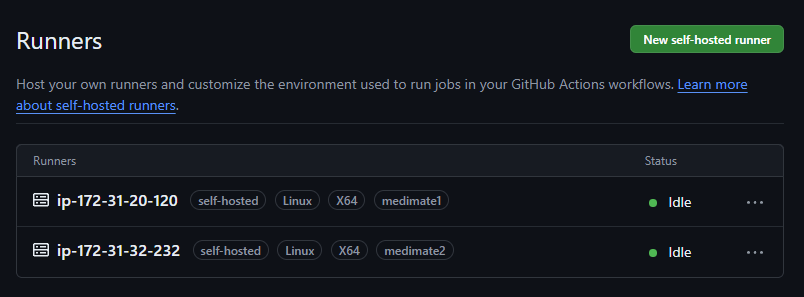 Runners
New self-hosted runner
Host your own runners and customize the environment used to run jobs in your GitHub Actions workflows. Learn more
about self-hosted runners.
Runners Status
ip-172-31-20-120 self-hosted Linux X64 medimate1 Idle
ip-172-31-32-232 self-hosted Linux X64 medimate2 Idle